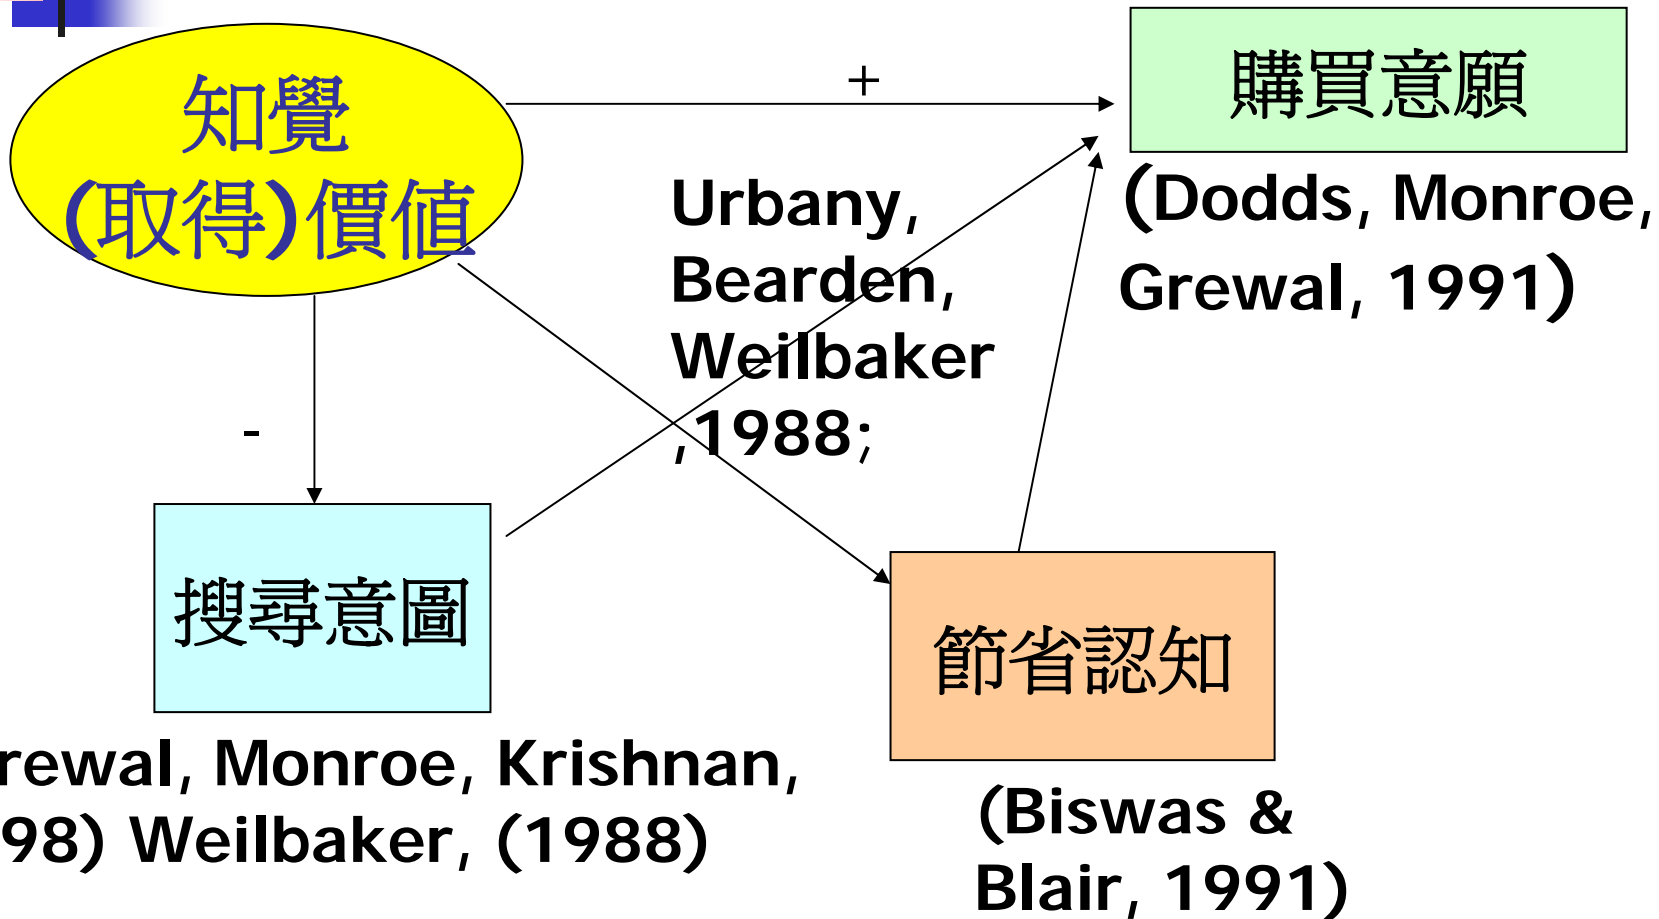 知覺
(取得)價值
+
購買意願
(Dodds, Monroe,
Grewal, 1991)
Urbany,
Bearden,
Weilbaker
,1988;
-
搜尋意圖
節省認知
rewal, Monroe, Krishnan,
98) Weilbaker, (1988)
(Biswas &
Blair, 1991)